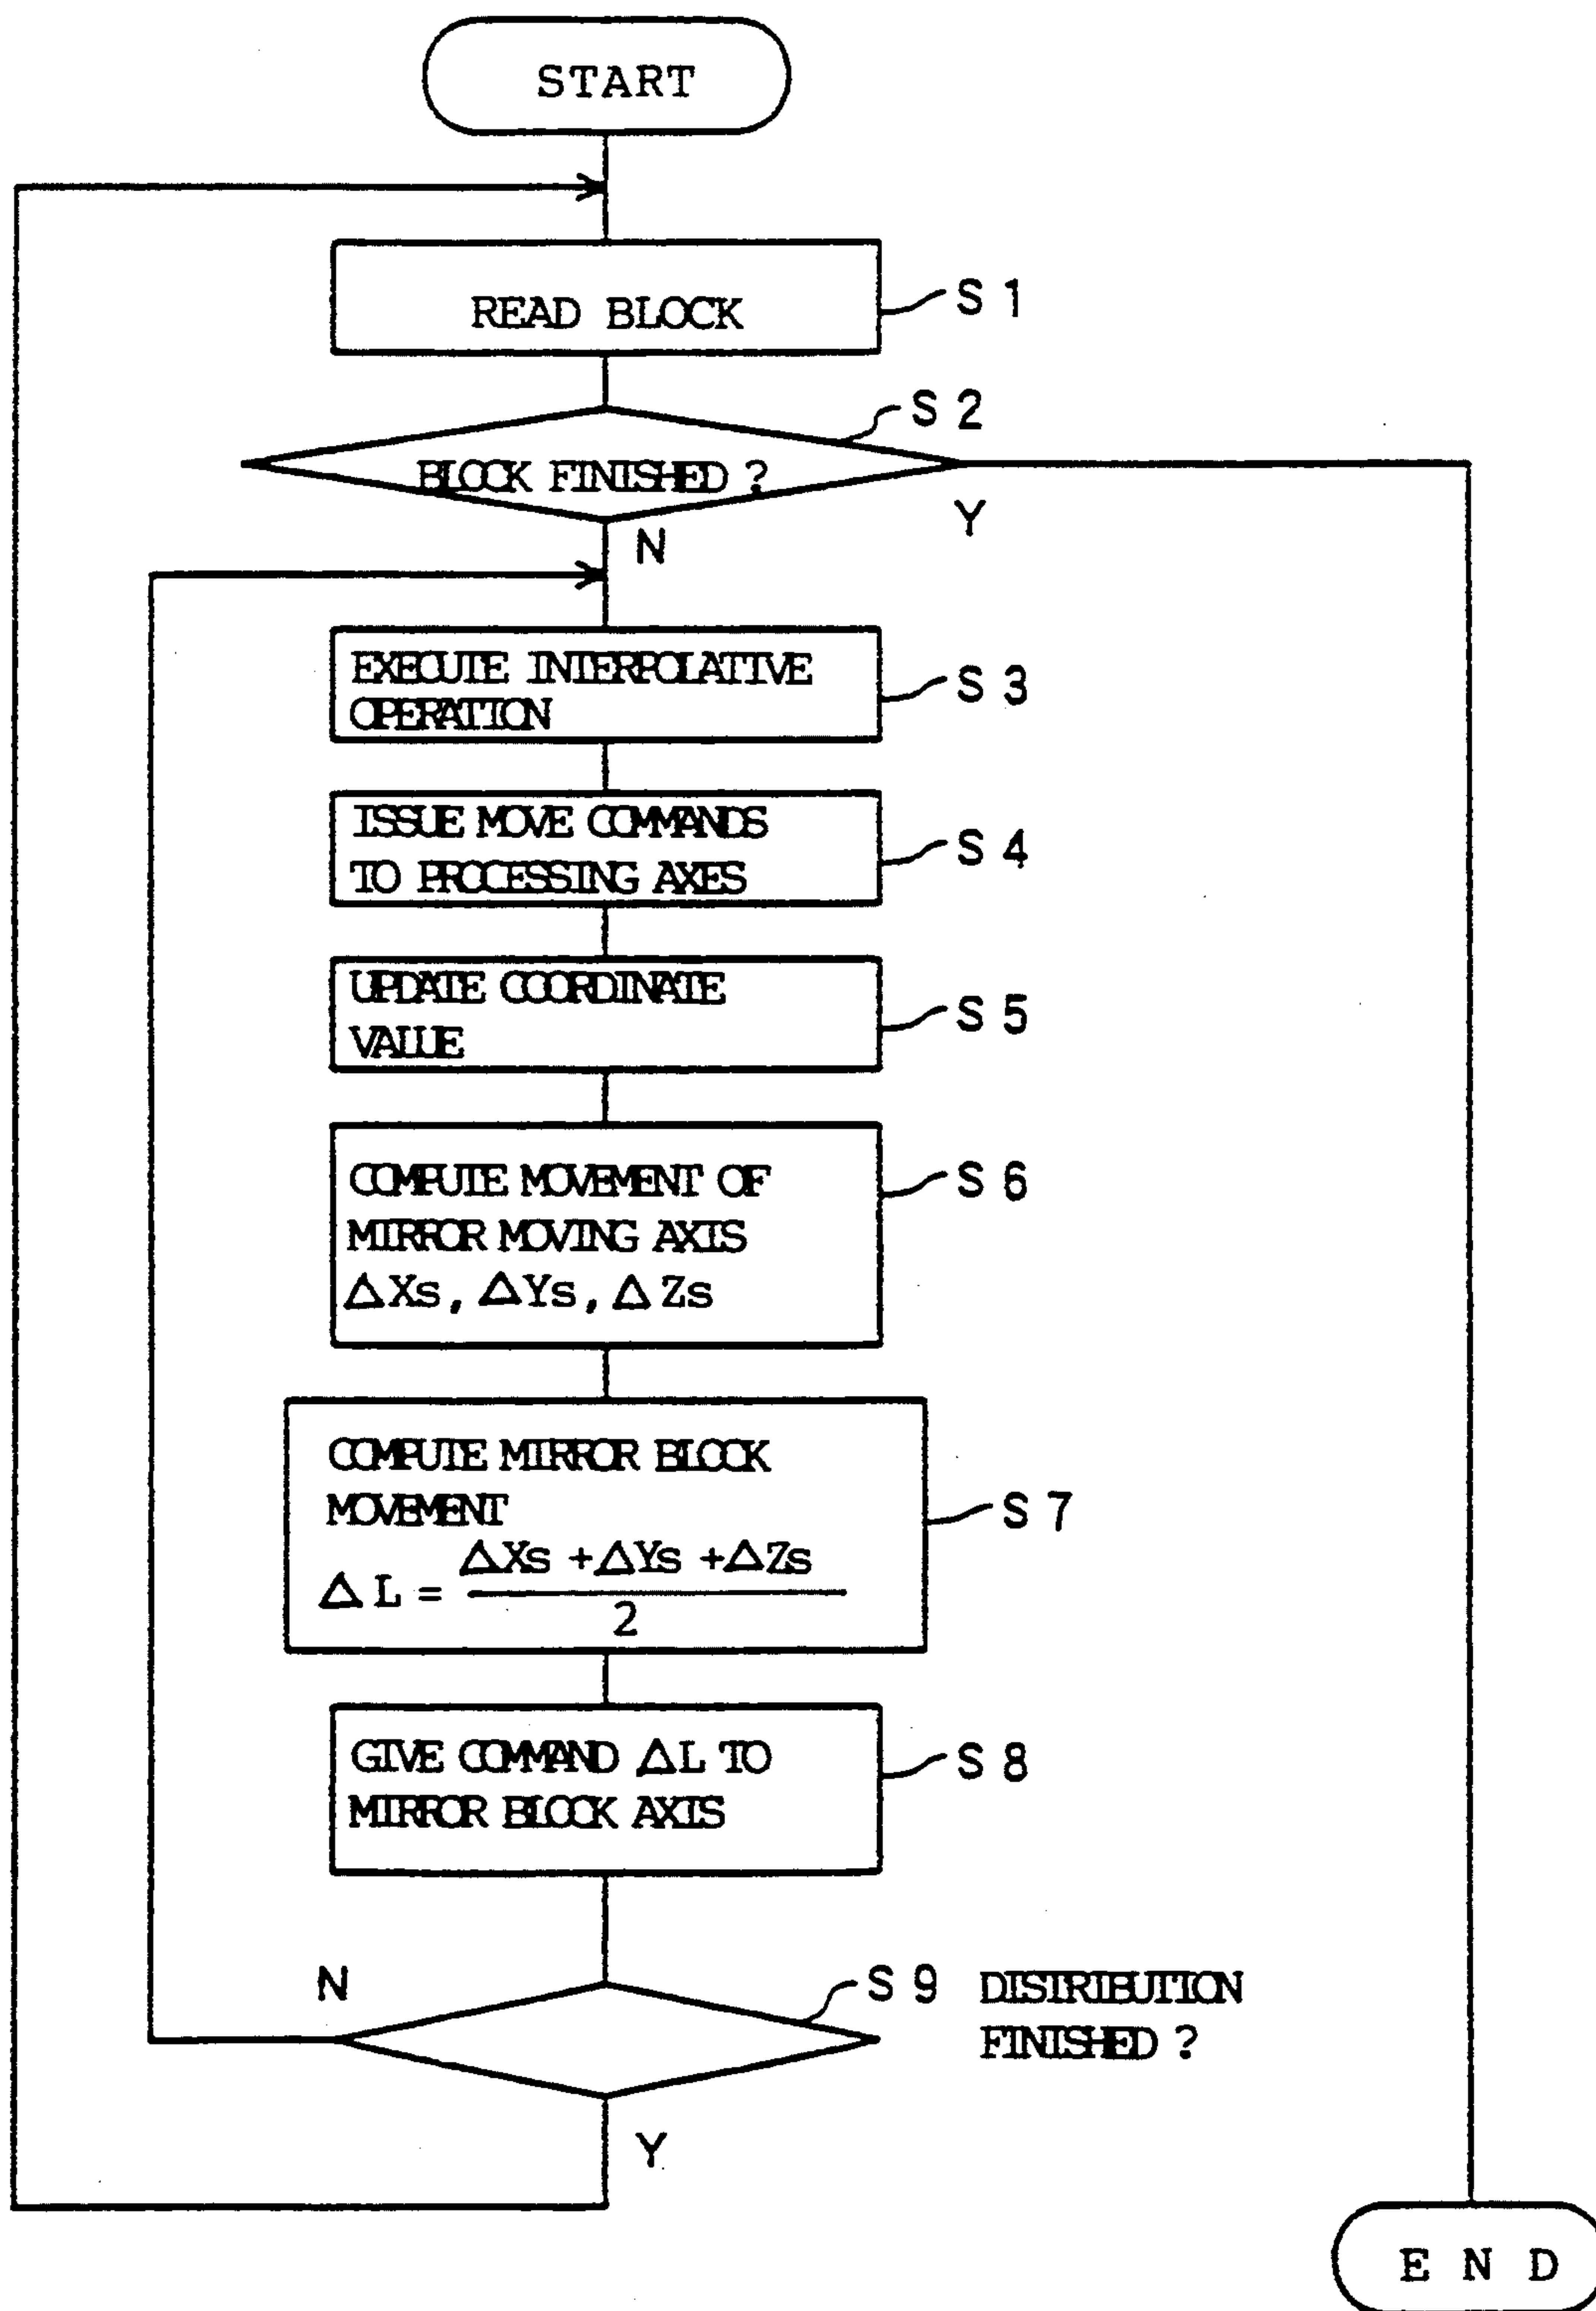 START
READ BLOCK
S 1
S 2
BLOCK FINISHED ?
Y
N
EXECUTE INTERPOLATIVE
OPERATION
S 3
ISSUE MOVE COMMANDS
TO PROCESSING AXES
S 4
UPDATE COORDINATE
VALUE
S 5
COMPUTE MOVEMENT OF
MIRROR MOVING AXIS
ΔXs, ΔYs, ΔZs
S 6
COMPUTE MIRROR BLOCK
MOVEMENT
ΔXs +ΔYs +ΔZs
ΔL =
2
S 7
GIVE COMMAND ΔL TO
MIRROR BLOCK AXIS
S 8
N
S 9 DISTRIBUTION
FINISHED ?
Y
E N D